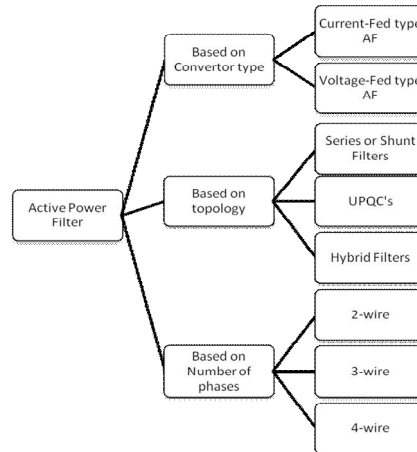 Active Power
Filter
Based on
Convertor type
Current-Fed type
AF
Voltage-Fed type
AF
Based on
topology
Series or Shunt
Filters
UPQC's
Hybrid Filters
Based on
Number of
phases
2-wire
3-wire
4-wire